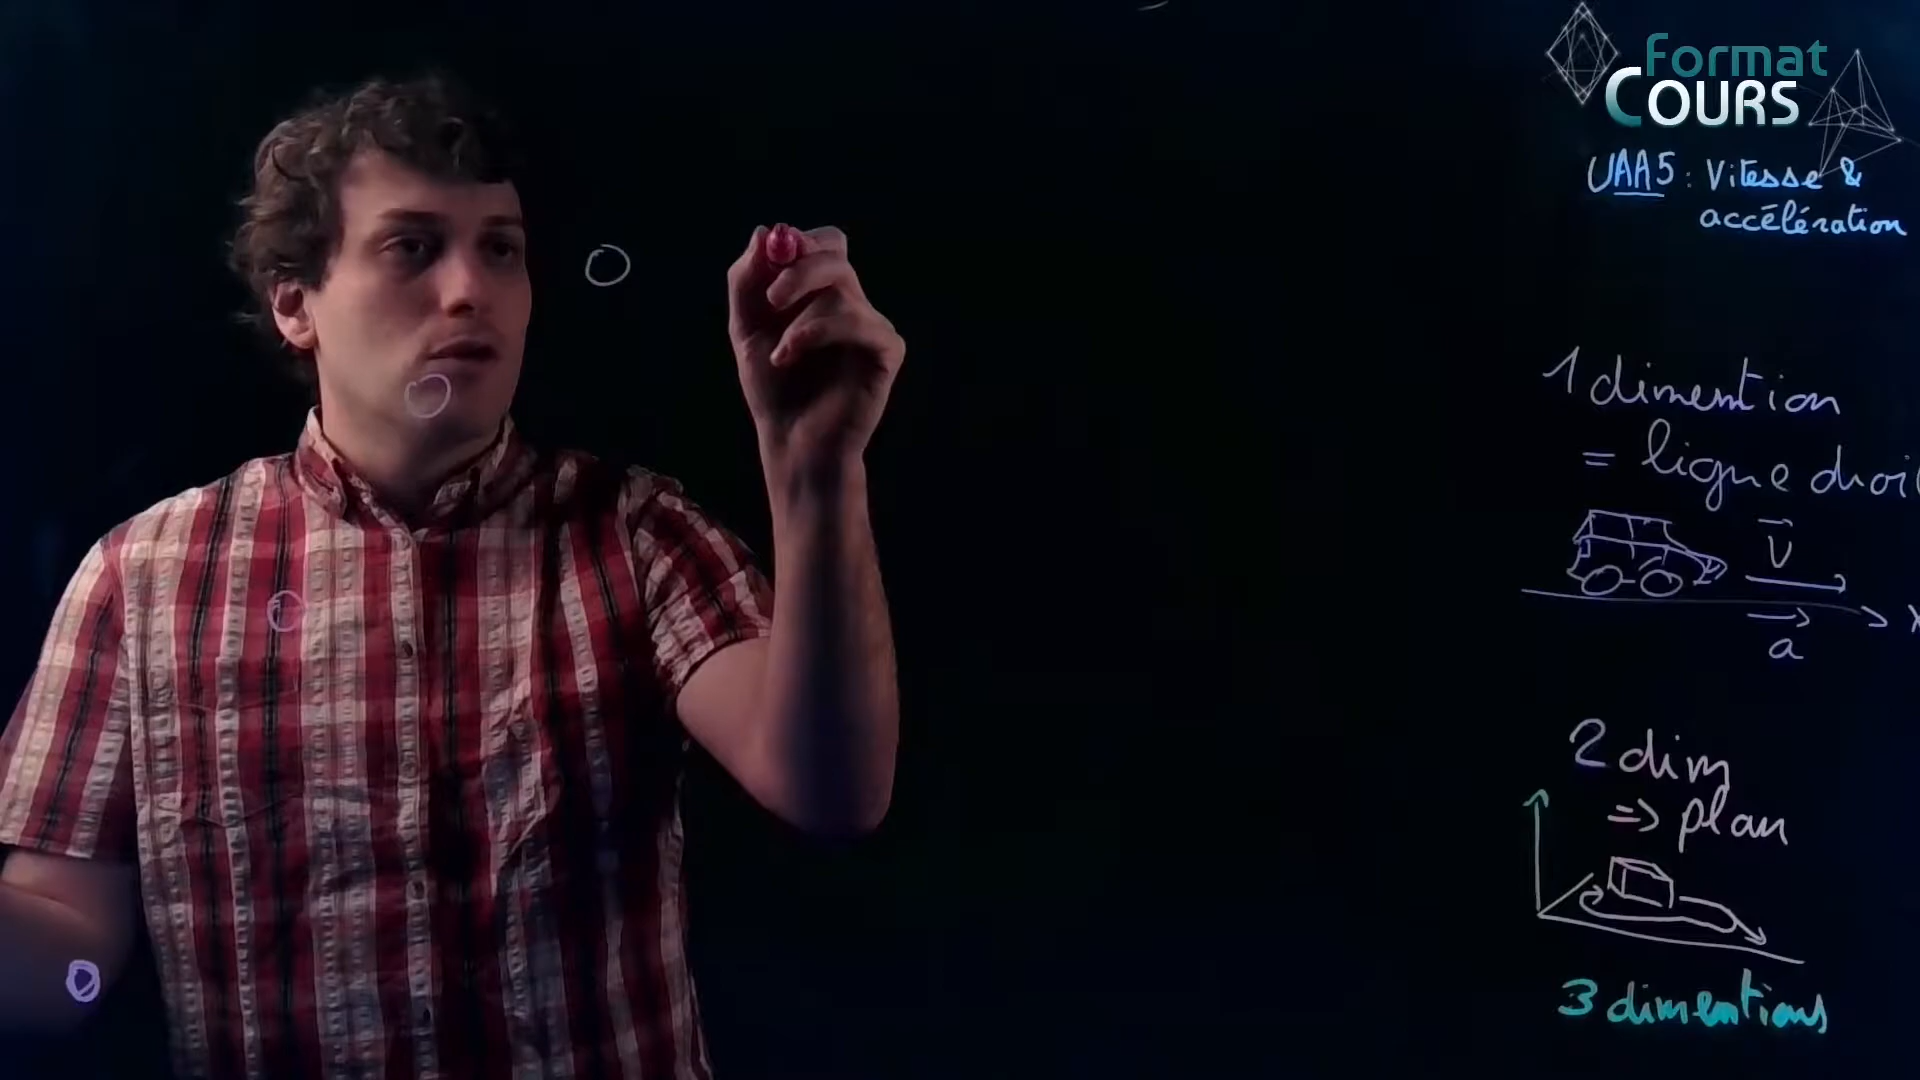 Format
COURS
UAA5 : Vitesse &
accélération
1 dimention
= ligne droi
V
a
2 dim
=> plan
3 dimentions